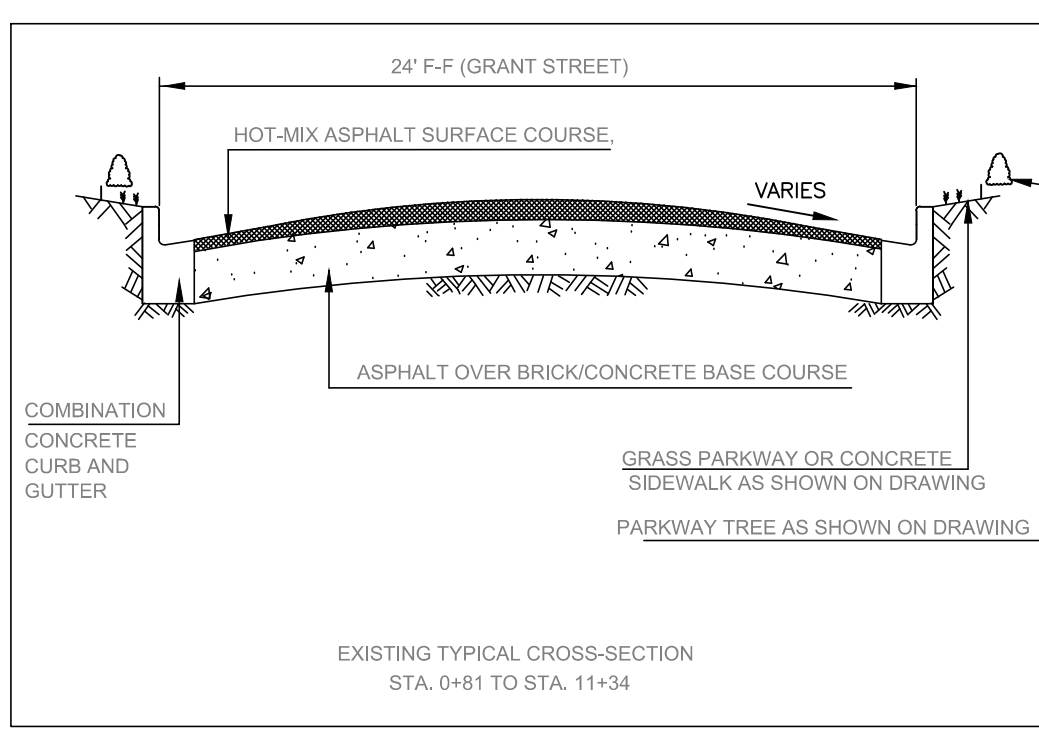 24' F-F (GRANT STREET)
HOT-MIX ASPHALT SURFACE COURSE,
VARIES
ASPHALT OVER BRICK/CONCRETE BASE COURSE
COMBINATION
CONCRETE
CURB AND
GUTTER
GRASS PARKWAY OR CONCRETE
SIDEWALK AS SHOWN ON DRAWING
PARKWAY TREE AS SHOWN ON DRAWING
EXISTING TYPICAL CROSS-SECTION
STA. 0+81 TO STA. 11+34